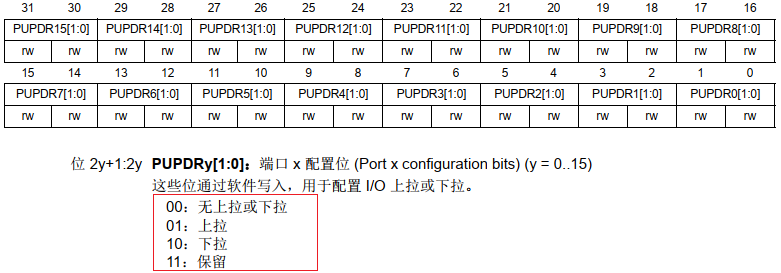 31 30 29 28 27 26 25 24 23 22 21 20 19 18 17 16
PUPDR15[1:0] PUPDR14[1:0] PUPDR13[1:0] PUPDR12[1:0] PUPDR11[1:0] PUPDR10[1:0] PUPDR9[1:0] PUPDR8[1:0]
rw rw rw rw rw rw rw rw rw rw rw rw rw rw rw rw
15 14 13 12 11 10 9 8 7 6 5 4 3 2 1 0
PUPDR7[1:0] PUPDR6[1:0] PUPDR5[1:0] PUPDR4[1:0] PUPDR3[1:0] PUPDR2[1:0] PUPDR1[1:0] PUPDR0[1:0]
rw rw rw rw rw rw rw rw rw rw rw rw rw rw rw rw
位 2y+1:2y PUPDRy[1:0]：端口 x 配置位 (Port x configuration bits) (y = 0..15)
这些位通过软件写入，用于配置 I/O 上拉或下拉。
00：无上拉或下拉
01：上拉
10：下拉
11：保留